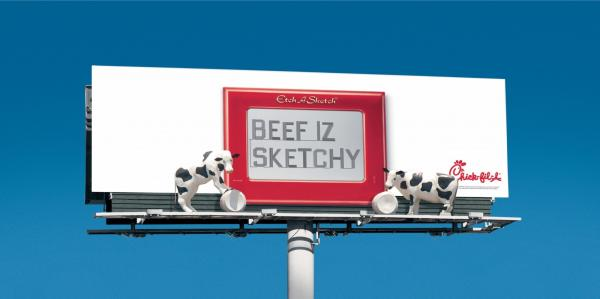 Etch A Sketch
BEEF IZ
SKETCHY
Chick-fil-A